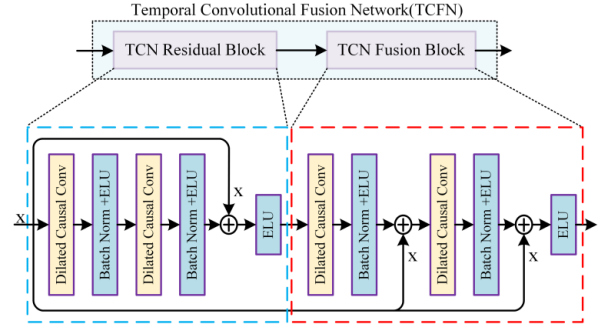 Temporal Convolutional Fusion Network(TCFN)
TCN Residual Block
TCN Fusion Block
X
Dilated Causal Conv
Batch Norm +ELU
Dilated Causal Conv
Batch Norm +ELU
X
ELU
Dilated Causal Conv
Batch Norm +ELU
X
Dilated Causal Conv
Batch Norm +ELU
X
ELU